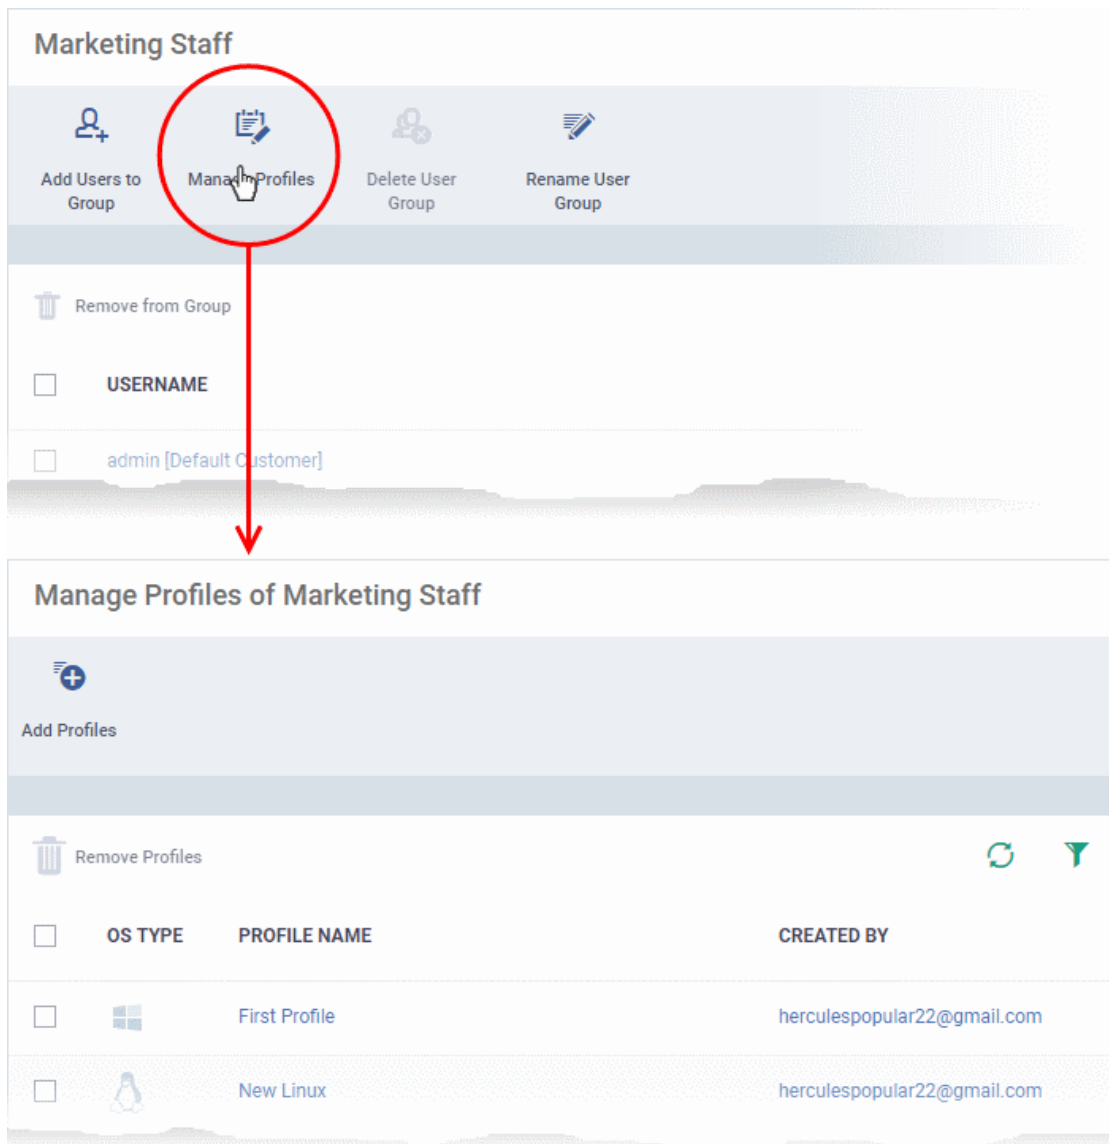 Marketing Staff
Add Users to Group
Manage Profiles
Delete User Group
Rename User Group
Remove from Group
USERNAME
admin [Default Customer]
Manage Profiles of Marketing Staff
Add Profiles
Remove Profiles
OS TYPE PROFILE NAME CREATED BY
First Profile herculespopular22@gmail.com
New Linux herculespopular22@gmail.com